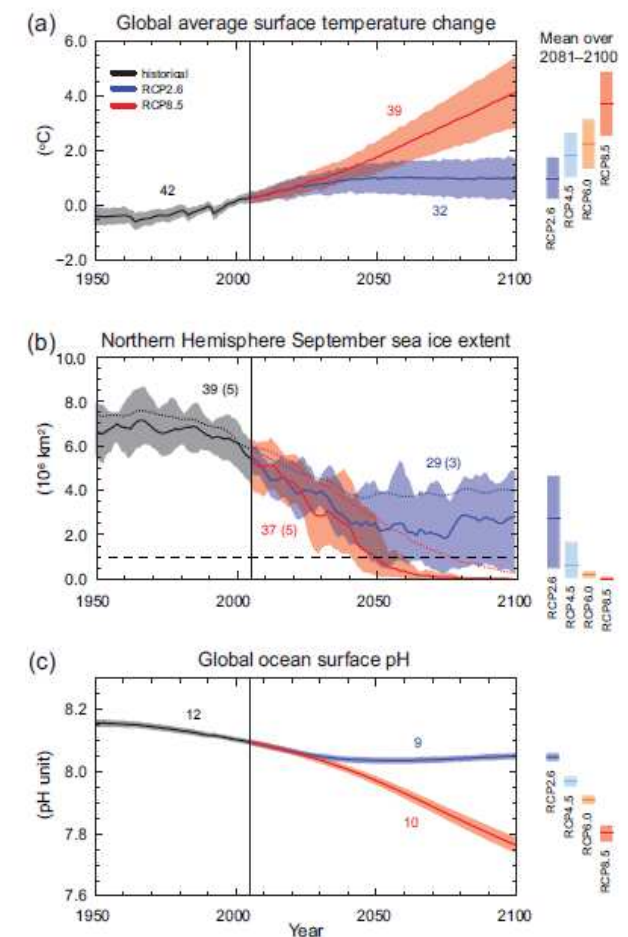 (a) Global average surface temperature change
Mean over
2081–2100
6.0
4.0
2.0
0.0
−2.0
(°C)
historical
RCP2.6
RCP8.5
42
39
32
1950 2000 2050 2100
RCP2.6
RCP4.5
RCP6.0
RCP8.5
(b) Northern Hemisphere September sea ice extent
10.0
8.0
6.0
4.0
2.0
0.0
(10⁶ km²)
39 (5)
29 (3)
37 (5)
1950 2000 2050 2100
RCP2.6
RCP4.5
RCP6.0
RCP8.5
(c) Global ocean surface pH
8.2
8.0
7.8
7.6
(pH unit)
12
9
10
1950 2000 2050 2100
Year
RCP2.6
RCP4.5
RCP6.0
RCP8.5